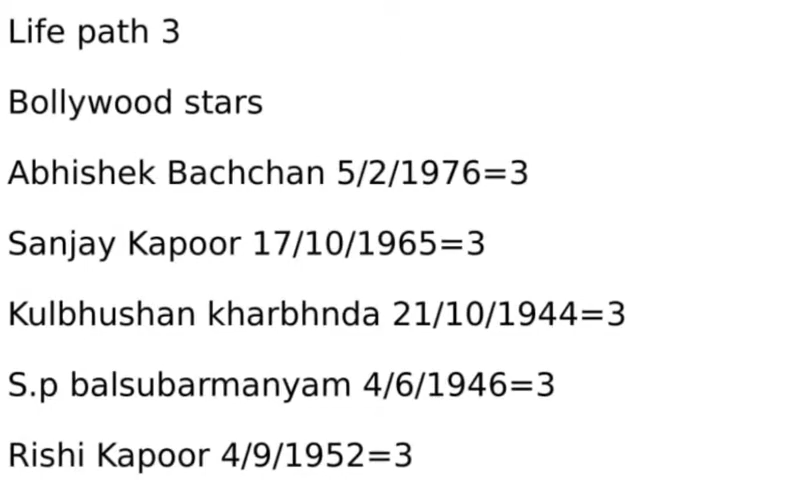 Life path 3
Bollywood stars
Abhishek Bachchan 5/2/1976=3
Sanjay Kapoor 17/10/1965=3
Kulbhushan kharbhnda 21/10/1944=3
S.p balsubarmanyam 4/6/1946=3
Rishi Kapoor 4/9/1952=3